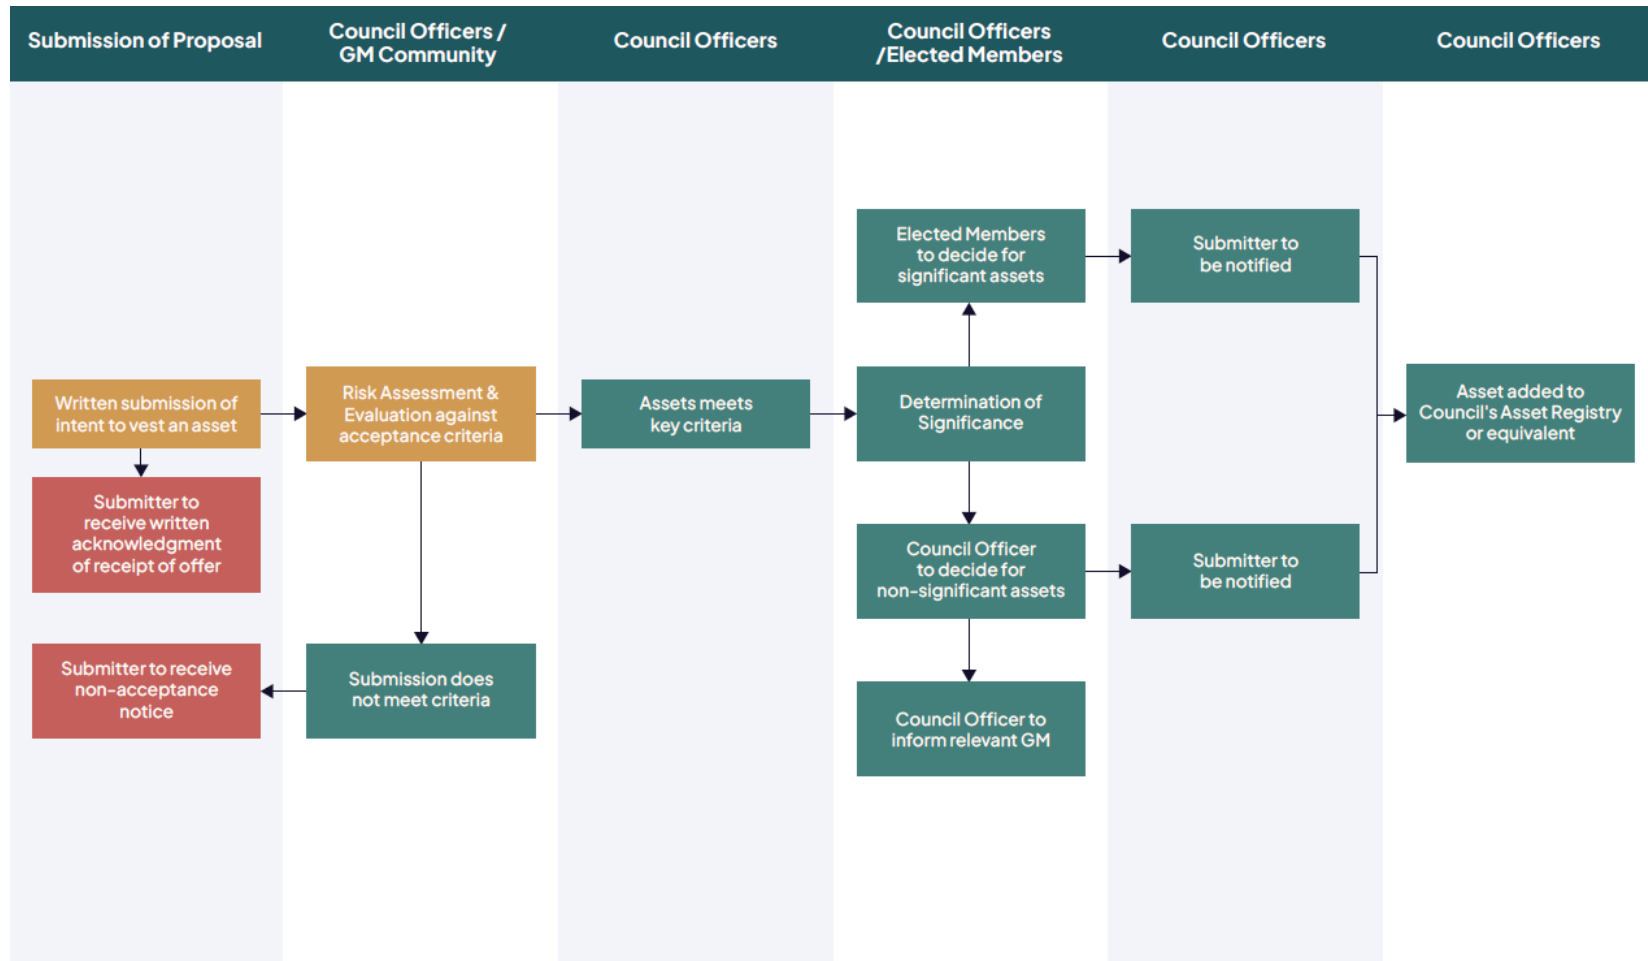 Submission of Proposal
Council Officers /
GM Community
Council Officers
Council Officers
/Elected Members
Council Officers
Council Officers
Written submission of
intent to vest an asset
Submitter to
receive written
acknowledgment
of receipt of offer
Submitter to receive
non-acceptance
notice
Risk Assessment &
Evaluation against
acceptance criteria
Submission does
not meet criteria
Assets meets
key criteria
Elected Members
to decide for
significant assets
Determination of
Significance
Council Officer
to decide for
non-significant assets
Council Officer to
inform relevant GM
Submitter to
be notified
Submitter to
be notified
Asset added to
Council's Asset Registry
or equivalent